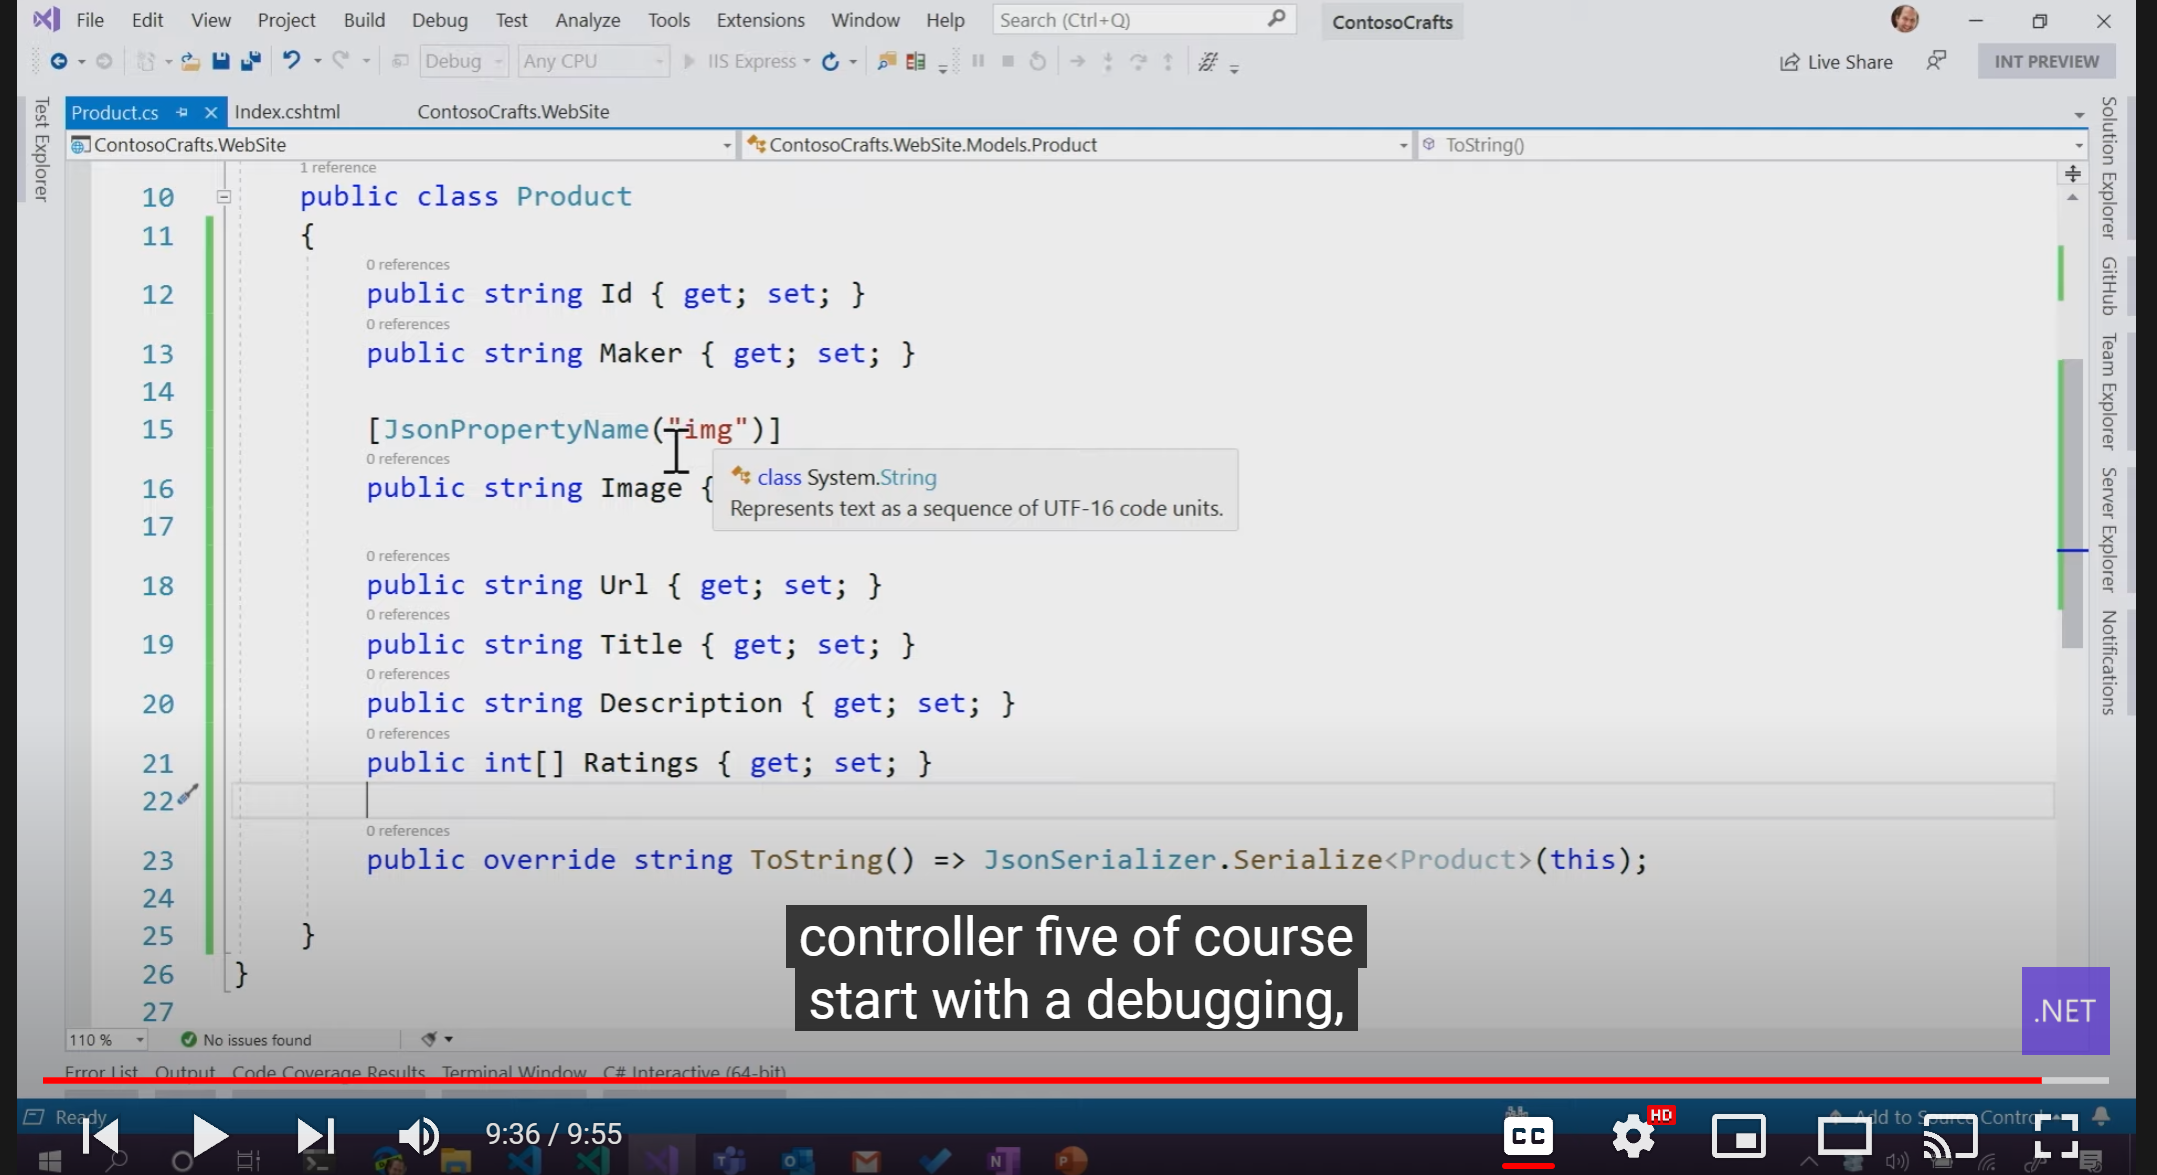 File Edit View Project Build Debug Test Analyze Tools Extensions Window Help Search (Ctrl+Q) ContosoCrafts
Debug Any CPU IIS Express Live Share INT PREVIEW
Test Explorer
Product.cs Index.cshtml ContosoCrafts.WebSite
ContosoCrafts.WebSite ContosoCrafts.WebSite.Models.Product ToString()
1 reference
10 public class Product
11 {
0 references
12 public string Id { get; set; }
0 references
13 public string Maker { get; set; }
14
15 [JsonPropertyName("img")]
0 references
16 public string Image {
class System.String
Represents text as a sequence of UTF-16 code units.
17
0 references
18 public string Url { get; set; }
0 references
19 public string Title { get; set; }
0 references
20 public string Description { get; set; }
0 references
21 public int[] Ratings { get; set; }
22
0 references
23 public override string ToString() => JsonSerializer.Serialize<Product>(this);
24
25 }
26 }
27
Solution Explorer
GitHub
Team Explorer
Server Explorer
Notifications
controller five of course
start with a debugging,
.NET
110 % No issues found
Error List Output Code Coverage Results Terminal Window C# Interactive (64-bit)
Ready Add to Source Control
9:36 / 9:55 CC HD